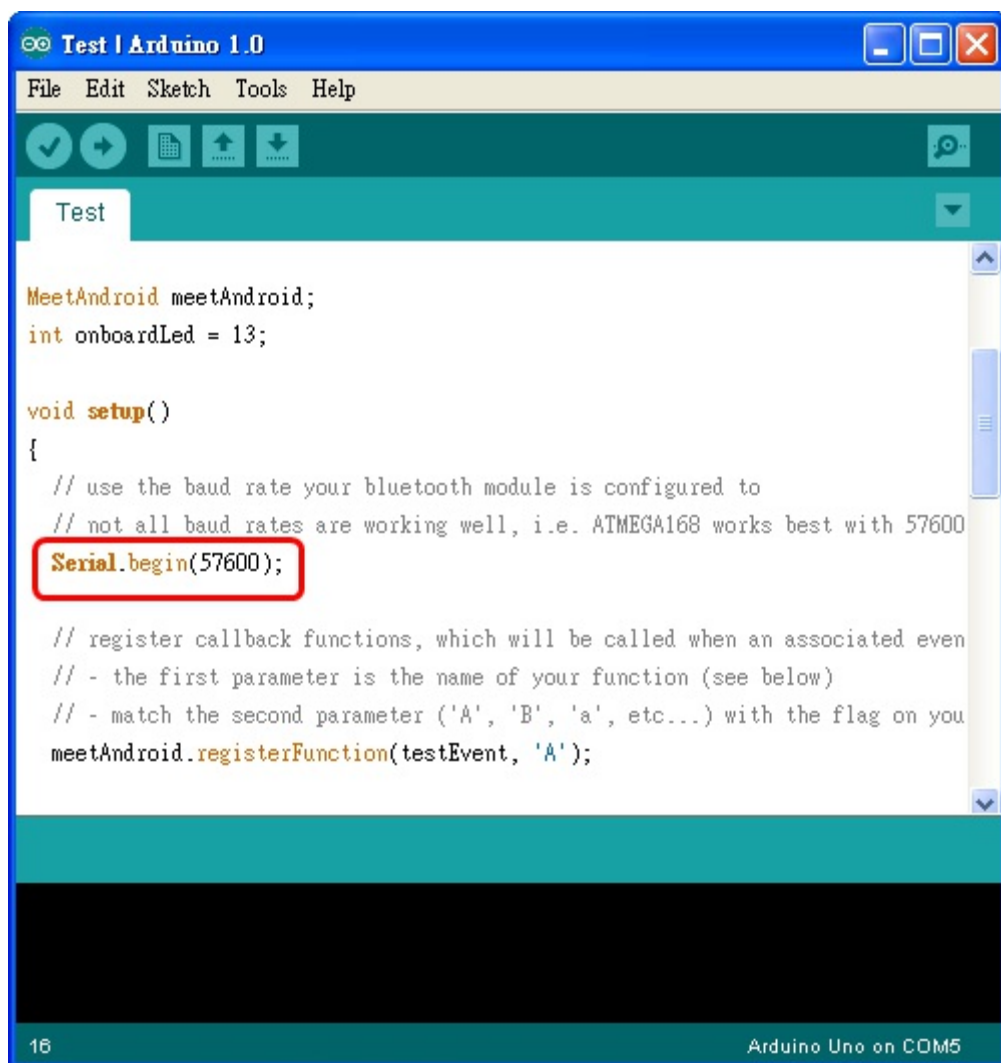 Test | Arduino 1.0
File Edit Sketch Tools Help
Test
MeetAndroid meetAndroid;
int onboardLed = 13;
void setup()
{
// use the baud rate your bluetooth module is configured to
// not all baud rates are working well, i.e. ATMEGA168 works best with 57600
Serial.begin(57600);
// register callback functions, which will be called when an associated even
// - the first parameter is the name of your function (see below)
// - match the second parameter ('A', 'B', 'a', etc...) with the flag on you
meetAndroid.registerFunction(testEvent, 'A');
16 Arduino Uno on COM5